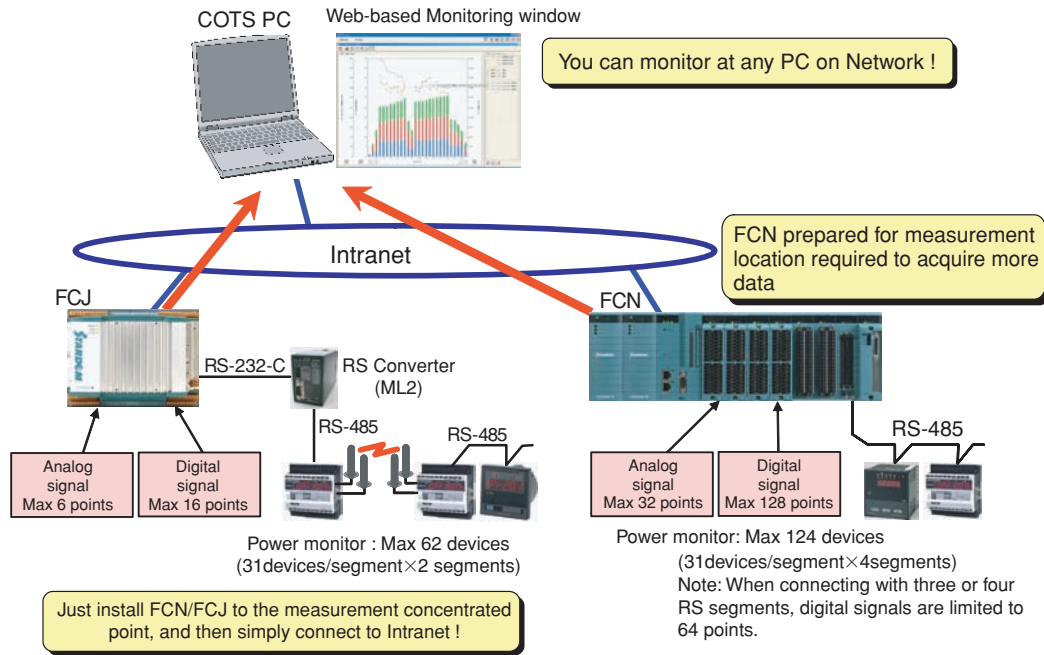 Web-based Monitoring window
COTS PC
You can monitor at any PC on Network !
Intranet
FCN prepared for measurement
location required to acquire more
data
FCJ
STARDOM
RS-232-C
RS Converter
(ML2)
RS-485
RS-485
Analog
signal
Max 6 points
Digital
signal
Max 16 points
Power monitor : Max 62 devices
(31devices/segment×2 segments)
Just install FCN/FCJ to the measurement concentrated
point, and then simply connect to Intranet !
FCN
RS-485
Analog
signal
Max 32 points
Digital
signal
Max 128 points
Power monitor: Max 124 devices
(31devices/segment×4segments)
Note: When connecting with three or four
RS segments, digital signals are limited to
64 points.